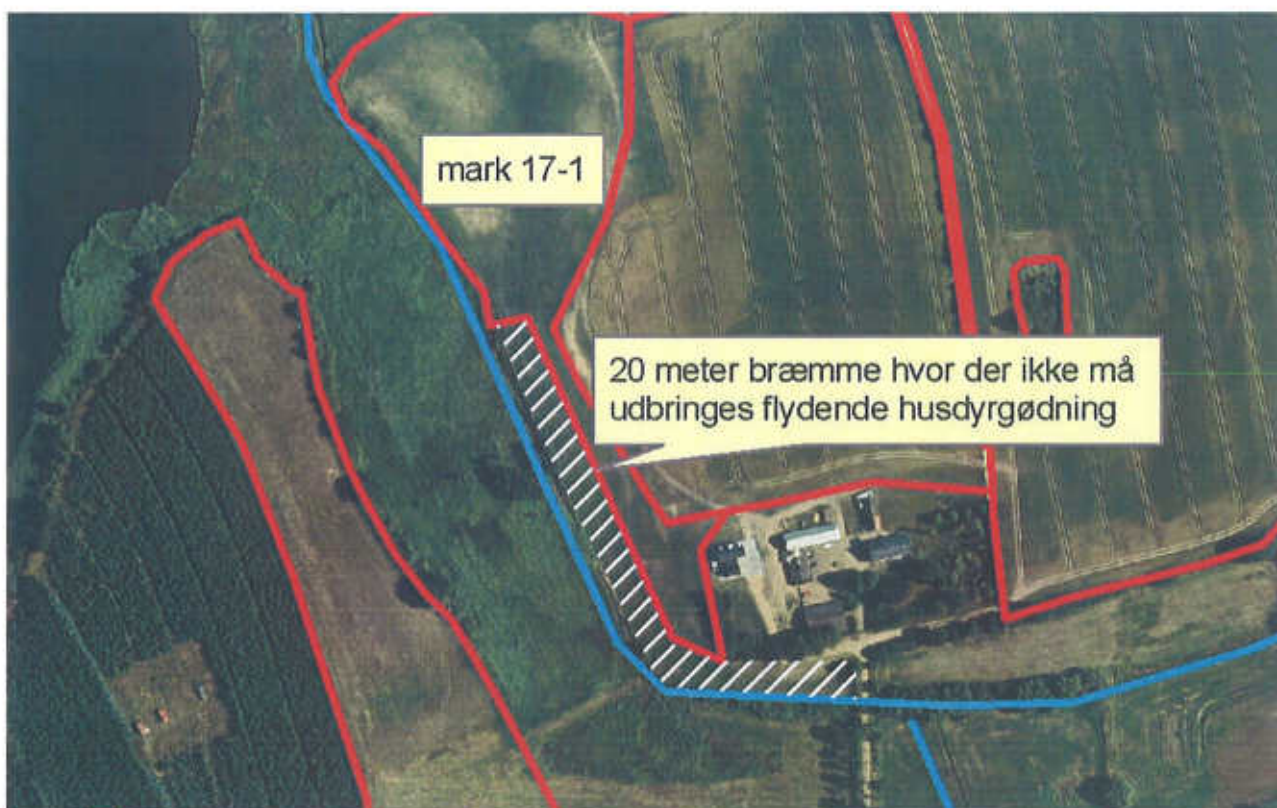 mark 17-1
20 meter bræmme hvor der ikke må
udbringes flydende husdyrgødning